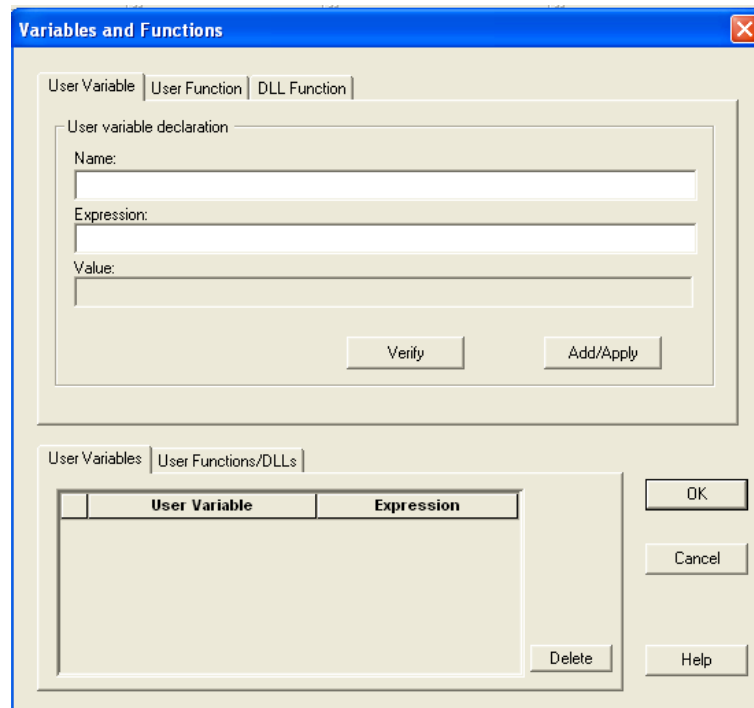 Variables and Functions
User Variable User Function DLL Function
User variable declaration
Name:
Expression:
Value:
Verify Add/Apply
User Variables User Functions/DLLs
User Variable Expression
OK
Cancel
Delete
Help